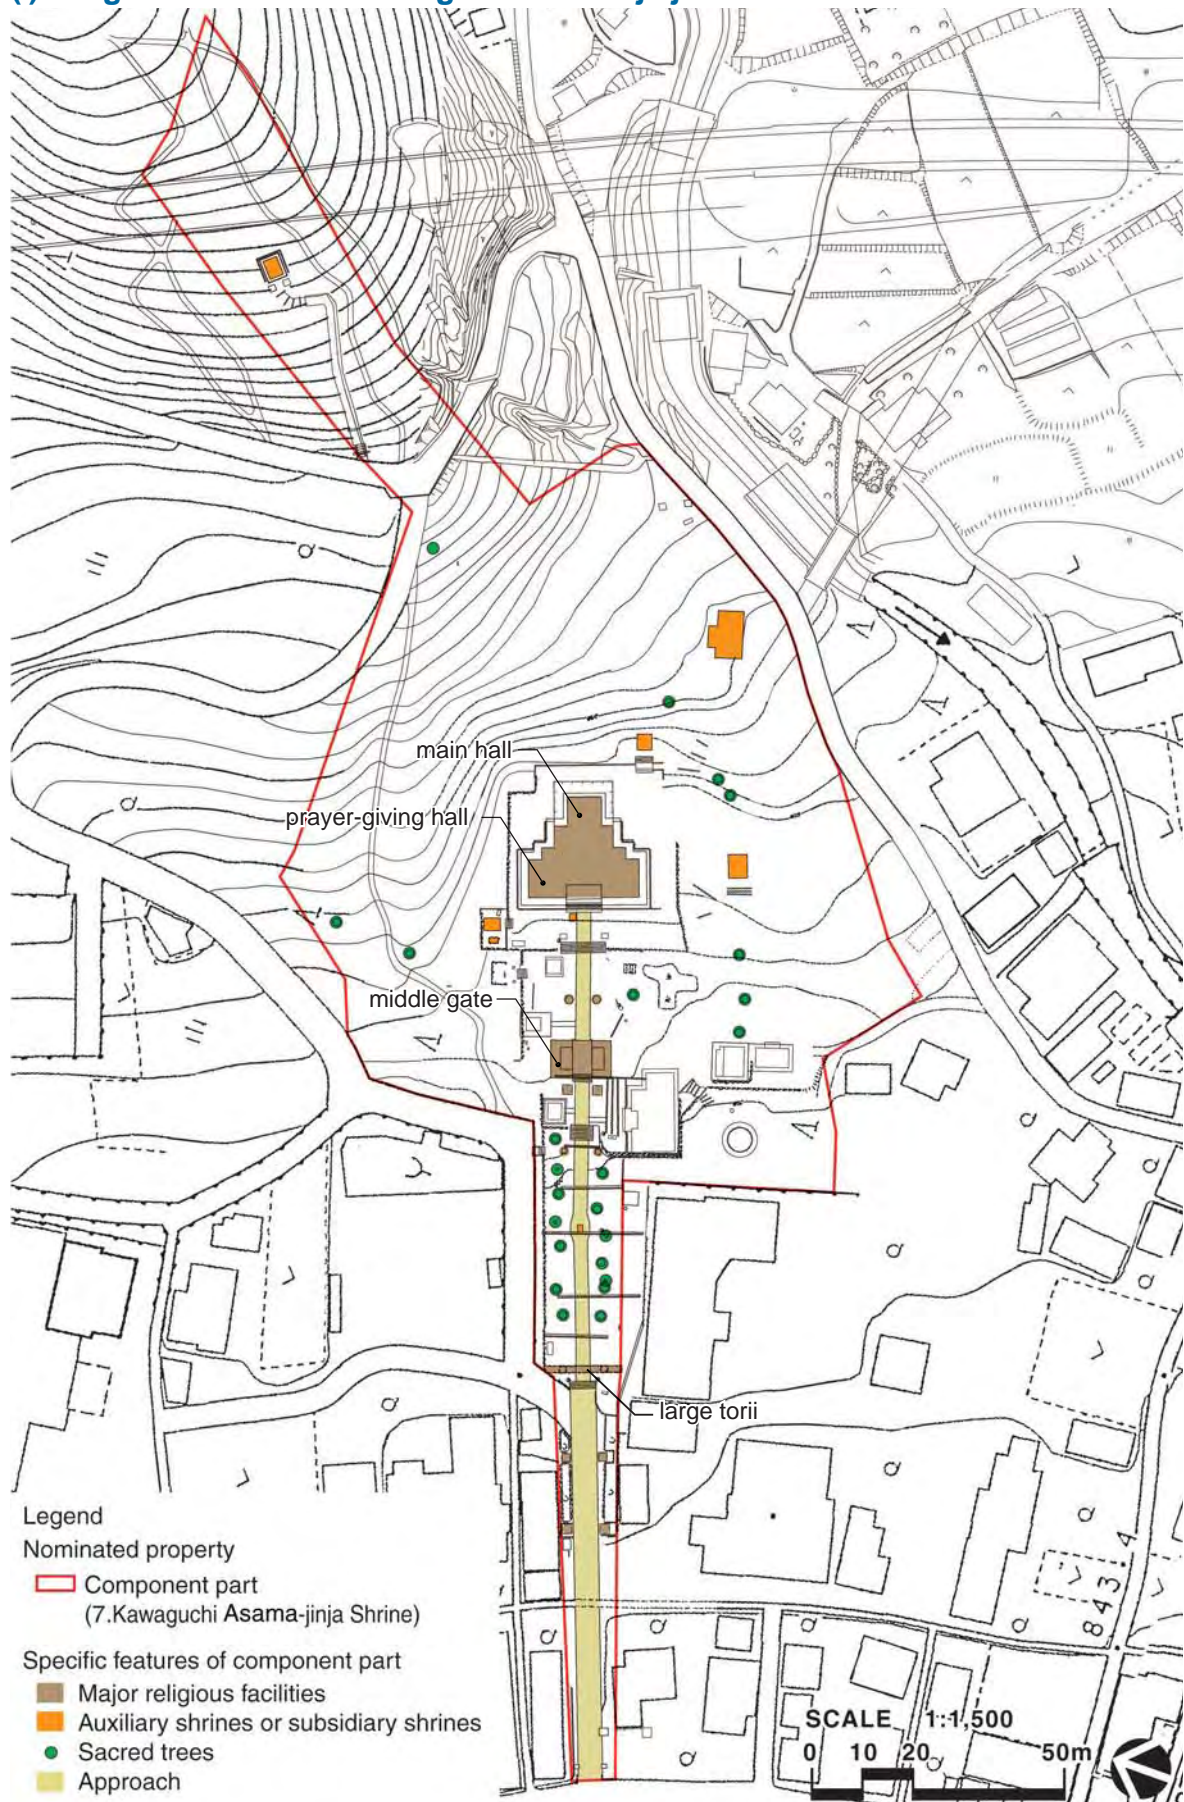 main hall
prayer-giving hall
middle gate
large torii
Legend
Nominated property
Component part
(7.Kawaguchi Asama-jinja Shrine)
Specific features of component part
Major religious facilities
Auxiliary shrines or subsidiary shrines
Sacred trees
Approach
843.4
SCALE 1:1,500
0 10 20 50m